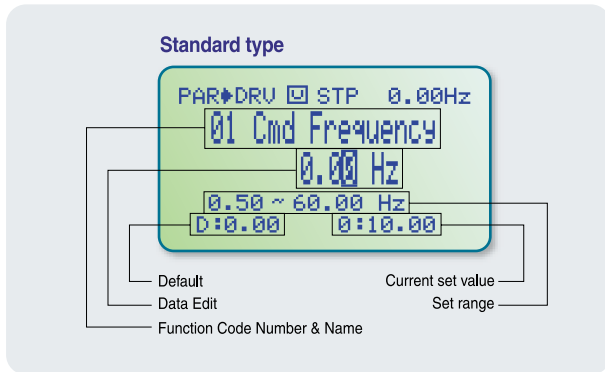 Standard type
PAR➧DRV U STP 0.00Hz
01 Cmd Frequency
0.00 Hz
0.50 ~ 60.00 Hz
D:0.00 0:10.00
Default Current set value
Data Edit Set range
Function Code Number & Name